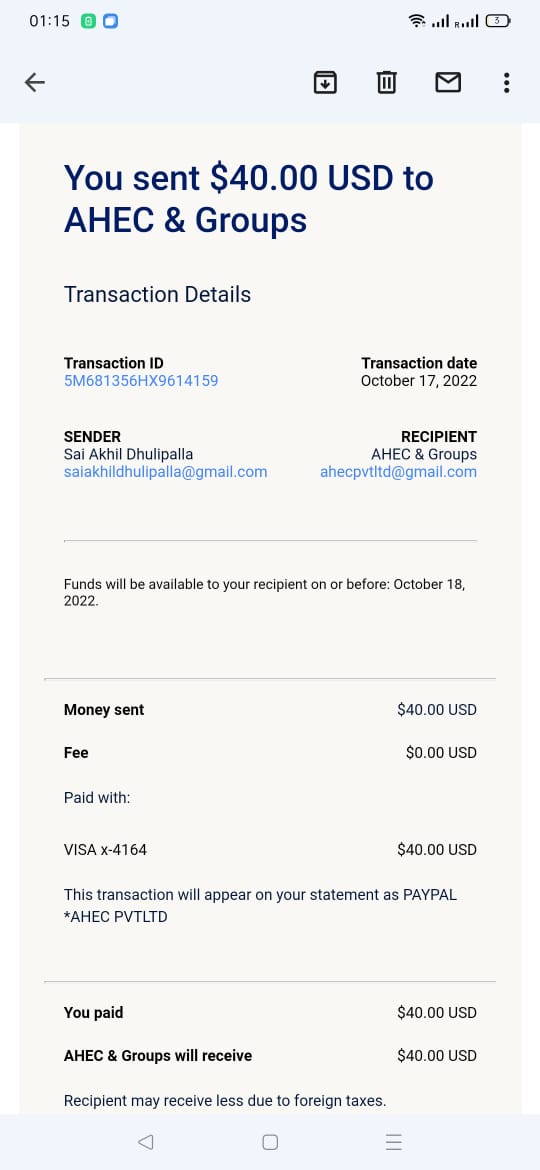 01:15
R
3
You sent $40.00 USD to
AHEC & Groups
Transaction Details
Transaction ID
Transaction date
5M681356HX9614159
October 17, 2022
SENDER
RECIPIENT
Sai Akhil Dhulipalla
AHEC & Groups
saiakhildhulipalla@gmail.com
ahecpvtltd@gmail.com
Funds will be available to your recipient on or before: October 18,
2022.
Money sent
$40.00 USD
Fee
$0.00 USD
Paid with:
VISA x-4164
$40.00 USD
This transaction will appear on your statement as PAYPAL
*AHEC PVTLTD
You paid
$40.00 USD
AHEC & Groups will receive
$40.00 USD
Recipient may receive less due to foreign taxes.